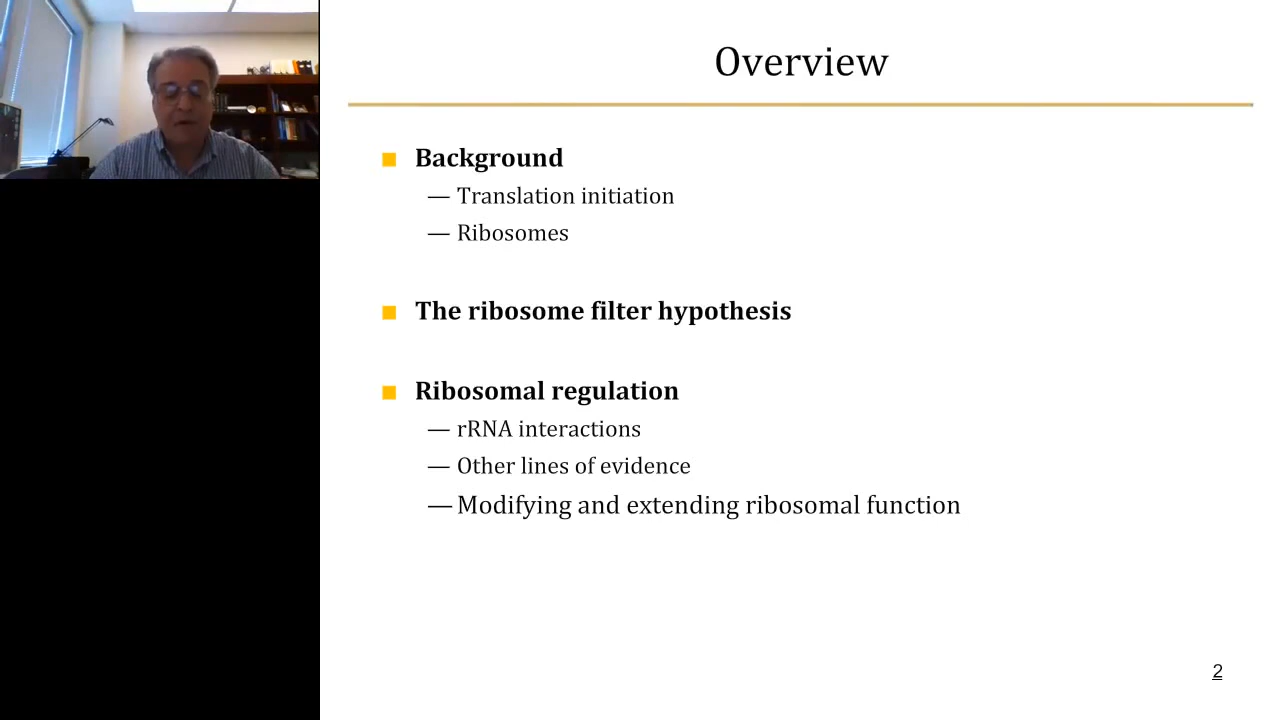 Overview
■ Background
— Translation initiation
— Ribosomes
■ The ribosome filter hypothesis
■ Ribosomal regulation
— rRNA interactions
— Other lines of evidence
— Modifying and extending ribosomal function
2